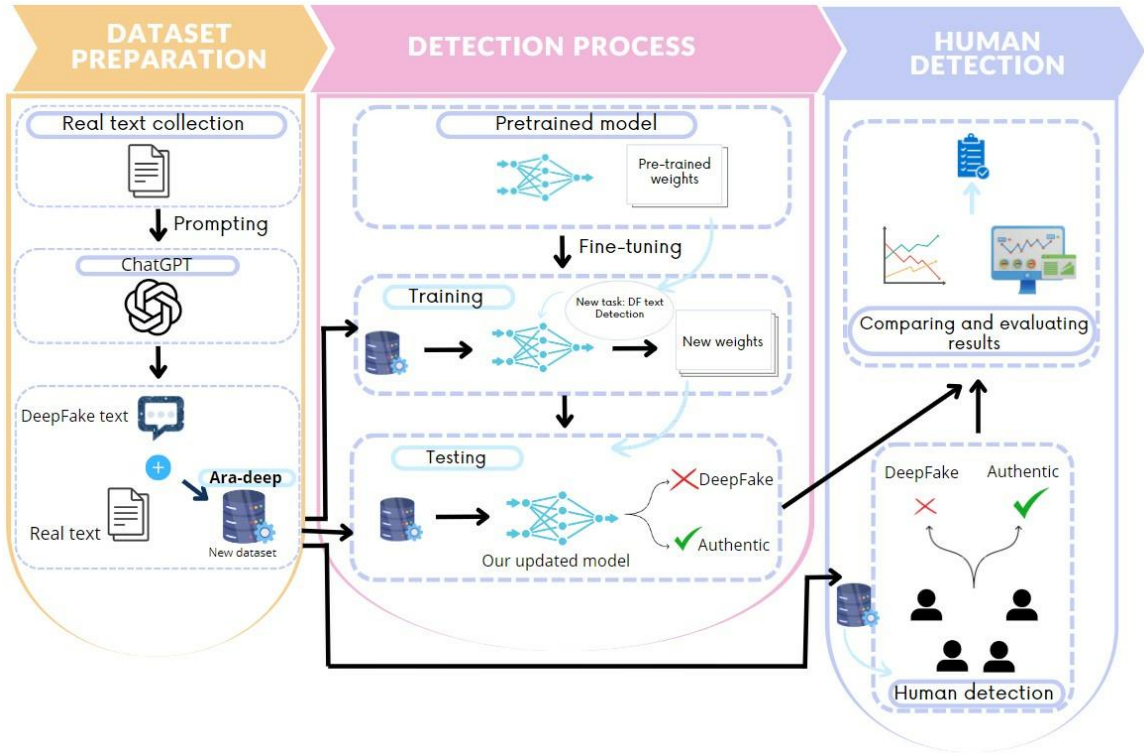 DATASET
PREPARATION
Real text collection
Prompting
ChatGPT
DeepFake text
Ara-deep
Real text
New dataset
DETECTION PROCESS
Pretrained model
Pre-trained
weights
Fine-tuning
Training
New task: DF text
Detection
New weights
Testing
DeepFake
Authentic
Our updated model
HUMAN
DETECTION
Comparing and evaluating
results
DeepFake
Authentic
Human detection